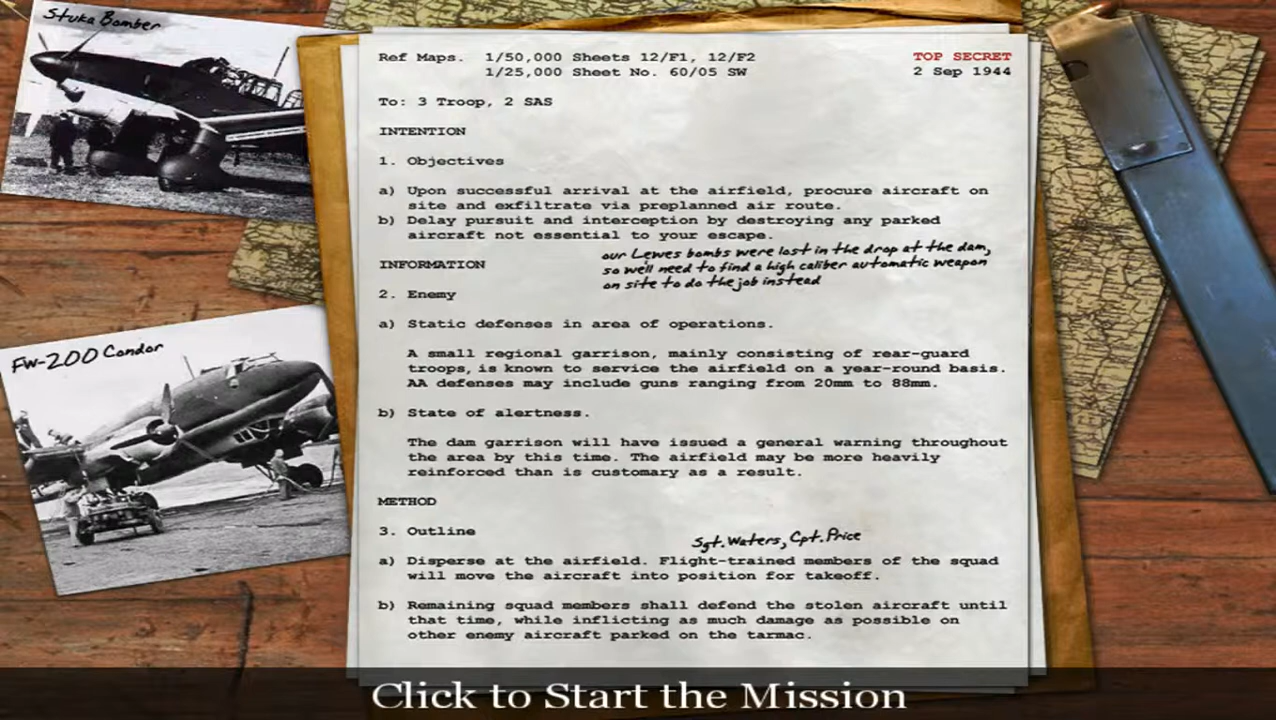 Stuka Bomber
Ref Maps. 1/50,000 Sheets 12/F1, 12/F2
1/25,000 Sheet No. 60/05 SW
TOP SECRET
2 Sep 1944
To: 3 Troop, 2 SAS
INTENTION
1. Objectives
a) Upon successful arrival at the airfield, procure aircraft on
site and exfiltrate via preplanned air route.
b) Delay pursuit and interception by destroying any parked
aircraft not essential to your escape.
our Lewes bombs were lost in the drop at the dam,
so we'll need to find a high caliber automatic weapon
on site to do the job instead
INFORMATION
2. Enemy
a) Static defenses in area of operations.
A small regional garrison, mainly consisting of rear-guard
troops, is known to service the airfield on a year-round basis.
AA defenses may include guns ranging from 20mm to 88mm.
FW-200 Condor
b) State of alertness.
The dam garrison will have issued a general warning throughout
the area by this time. The airfield may be more heavily
reinforced than is customary as a result.
METHOD
3. Outline
Sgt. Waters, Cpt. Price
a) Disperse at the airfield. Flight-trained members of the squad
will move the aircraft into position for takeoff.
b) Remaining squad members shall defend the stolen aircraft until
that time, while inflicting as much damage as possible on
other enemy aircraft parked on the tarmac.
Click to Start the Mission